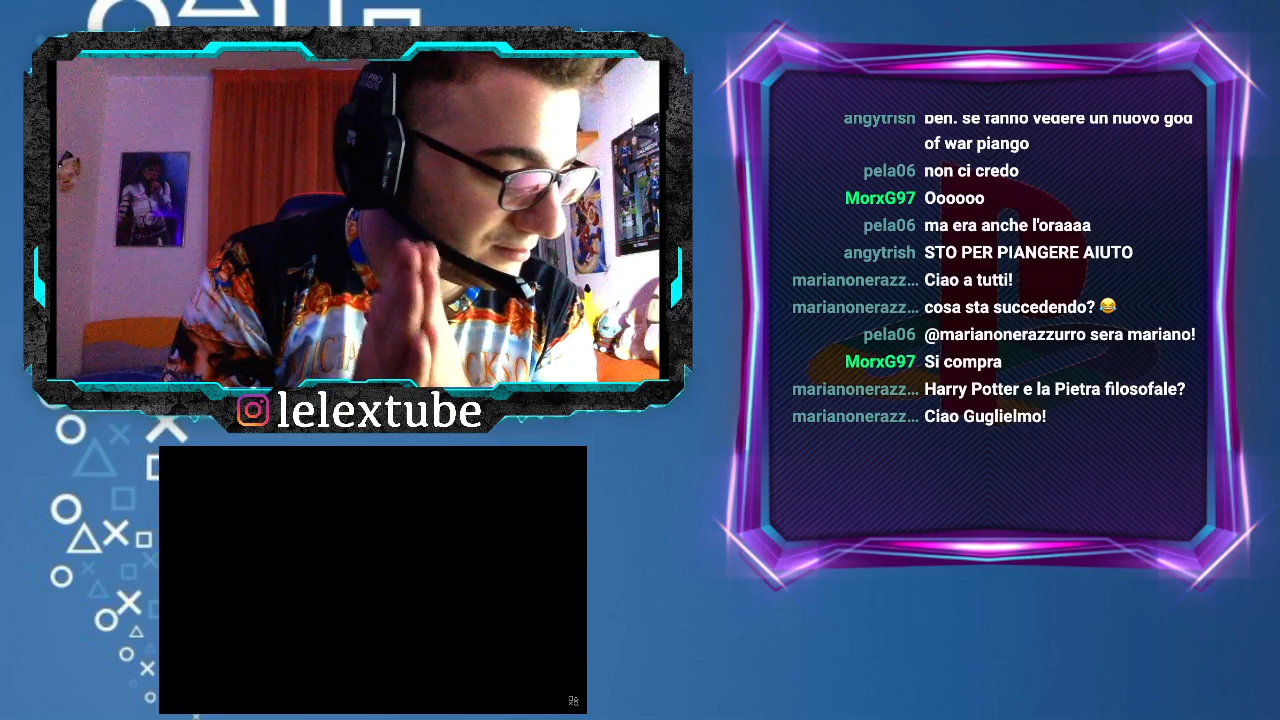 lelextube
angytrish ben. se fanno vedere un nuovo god
of war piango
pela06 non ci credo
MorxG97 Oooooo
pela06 ma era anche l'oraaaa
angytrish STO PER PIANGERE AIUTO
marianonerazz... Ciao a tutti!
marianonerazz... cosa sta succedendo? 😂
pela06 @marianonerazzurro sera mariano!
MorxG97 Si compra
marianonerazz... Harry Potter e la Pietra filosofale?
marianonerazz... Ciao Guglielmo!